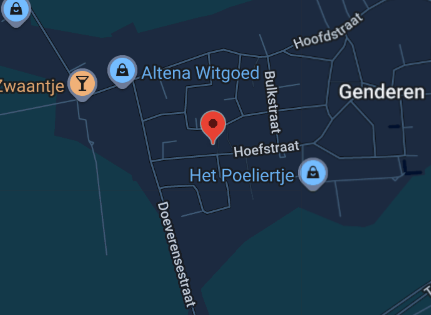 Hoofdstraat
Altena Witgoed
Zwaantje
Bulkstraat
Genderen
Hoefstraat
Het Poeliertje
Doeverensestraat